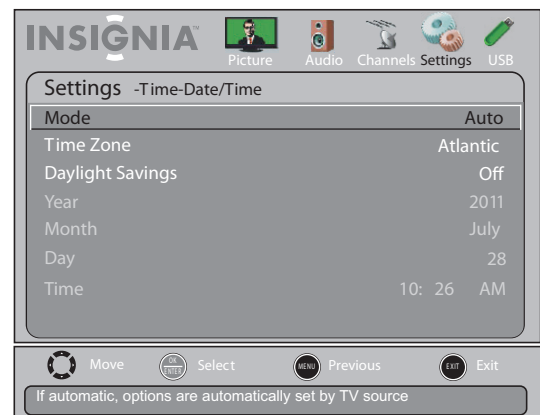 INSIGNIA™
Picture Audio Channels Settings USB
Settings -Time-Date/Time
Mode Auto
Time Zone Atlantic
Daylight Savings Off
Year 2011
Month July
Day 28
Time 10: 26 AM
Move OK ENTER Select MENU Previous EXIT Exit
If automatic, options are automatically set by TV source